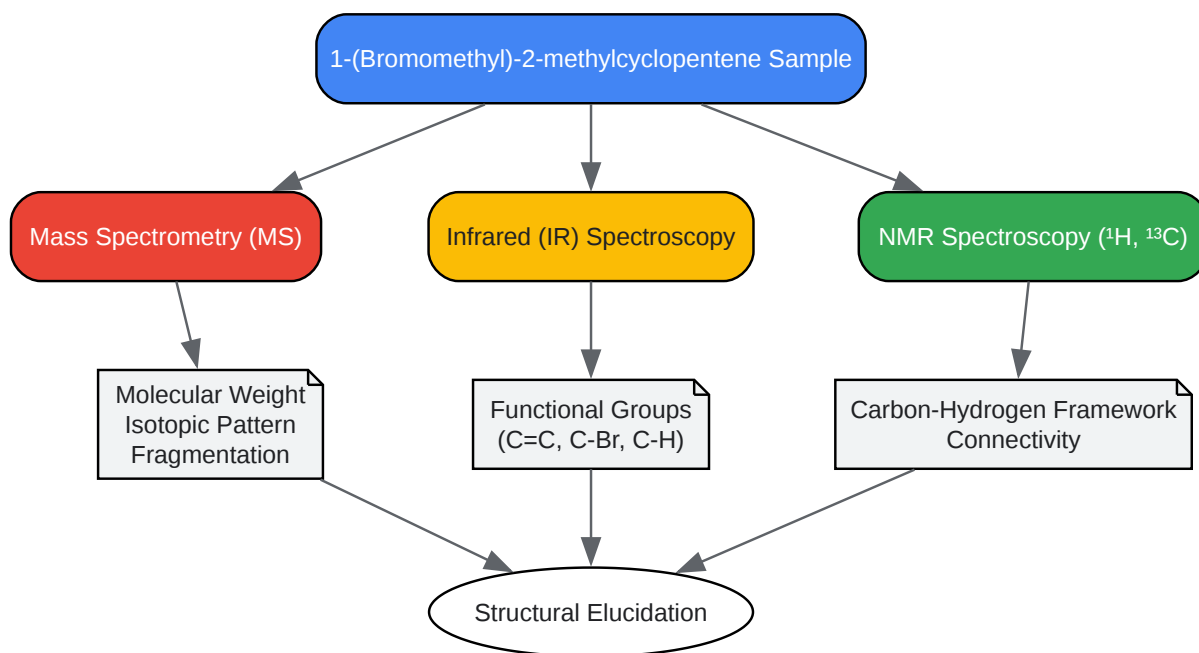 1-(Bromomethyl)-2-methylcyclopentene Sample
Mass Spectrometry (MS)
Infrared (IR) Spectroscopy
NMR Spectroscopy (¹H, ¹³C)
Molecular Weight
Isotopic Pattern
Fragmentation
Functional Groups
(C=C, C-Br, C-H)
Carbon-Hydrogen Framework
Connectivity
Structural Elucidation